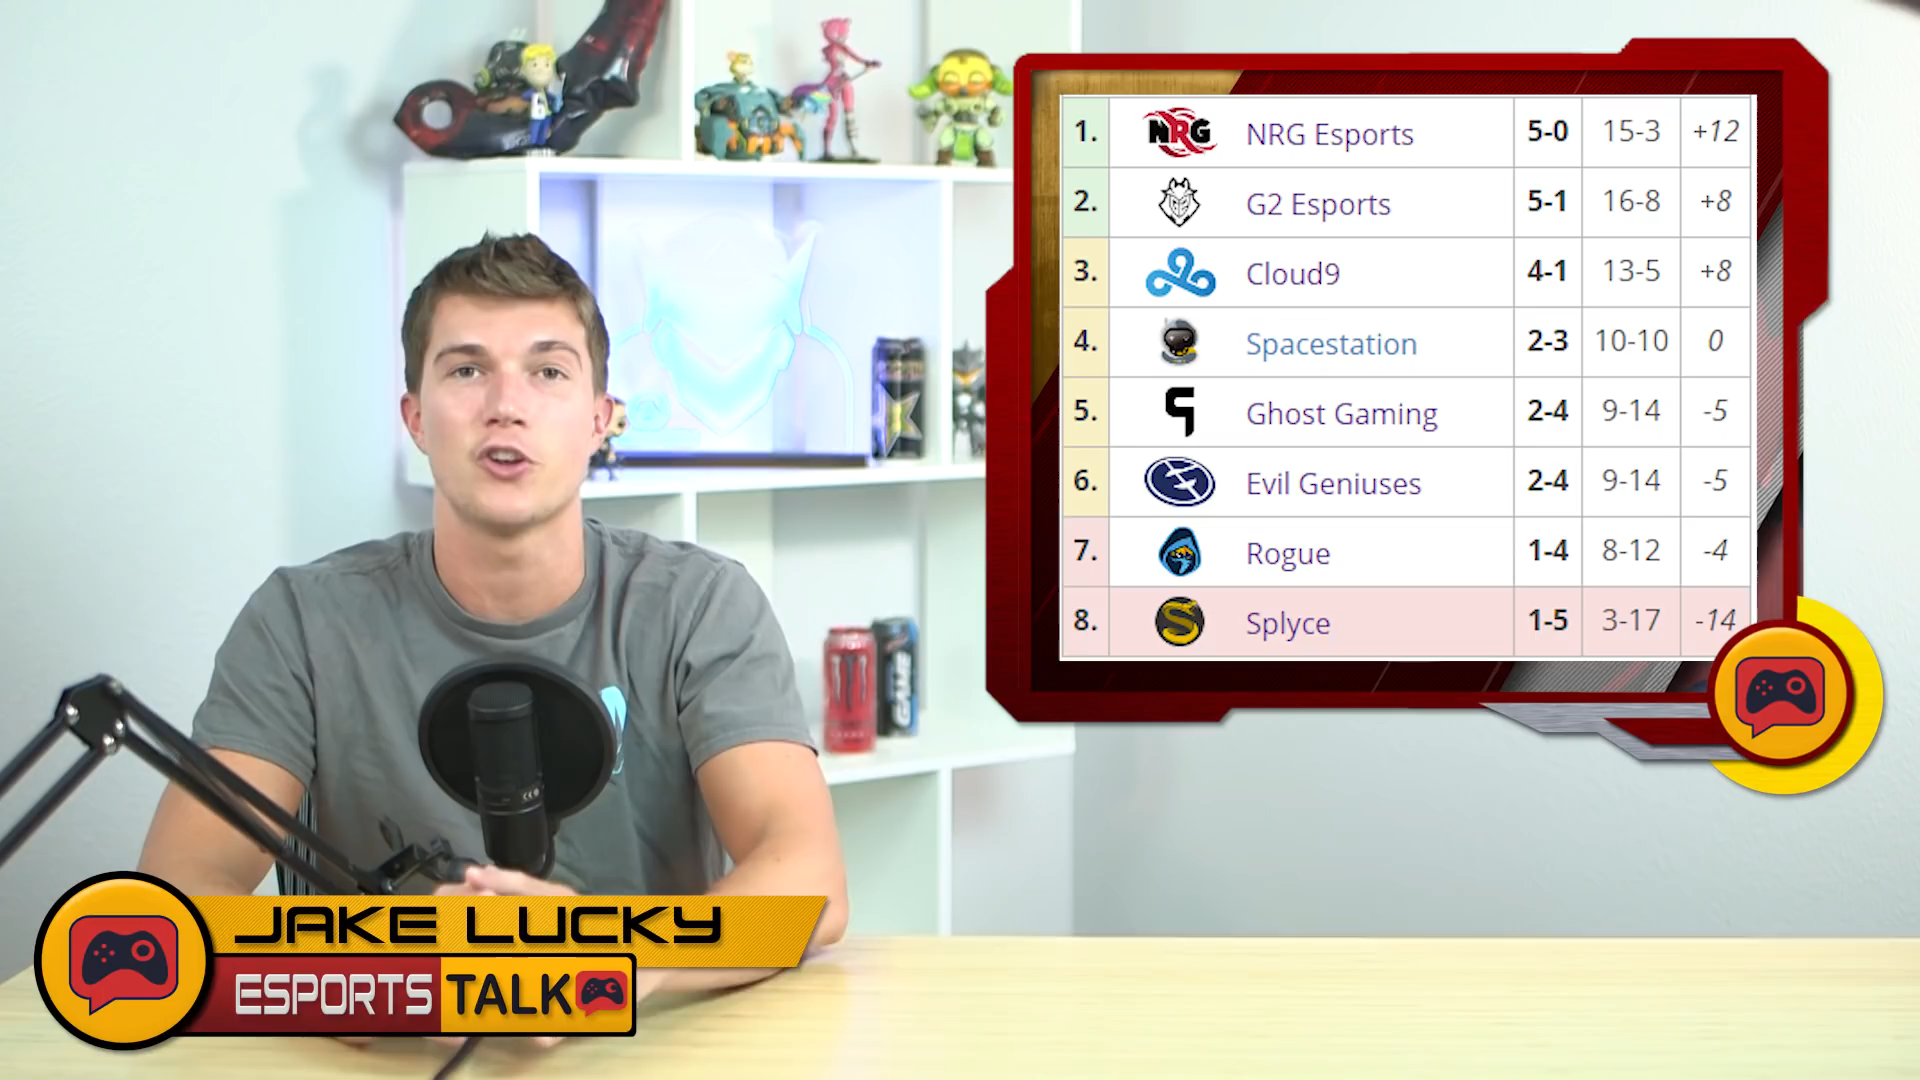 1. NRG NRG Esports 5-0 15-3 +12
2. G2 Esports 5-1 16-8 +8
3. Cloud9 4-1 13-5 +8
4. Spacestation 2-3 10-10 0
5. Ghost Gaming 2-4 9-14 -5
6. Evil Geniuses 2-4 9-14 -5
7. Rogue 1-4 8-12 -4
8. S Splyce 1-5 3-17 -14
GAME
JAKE LUCKY
ESPORTS TALK